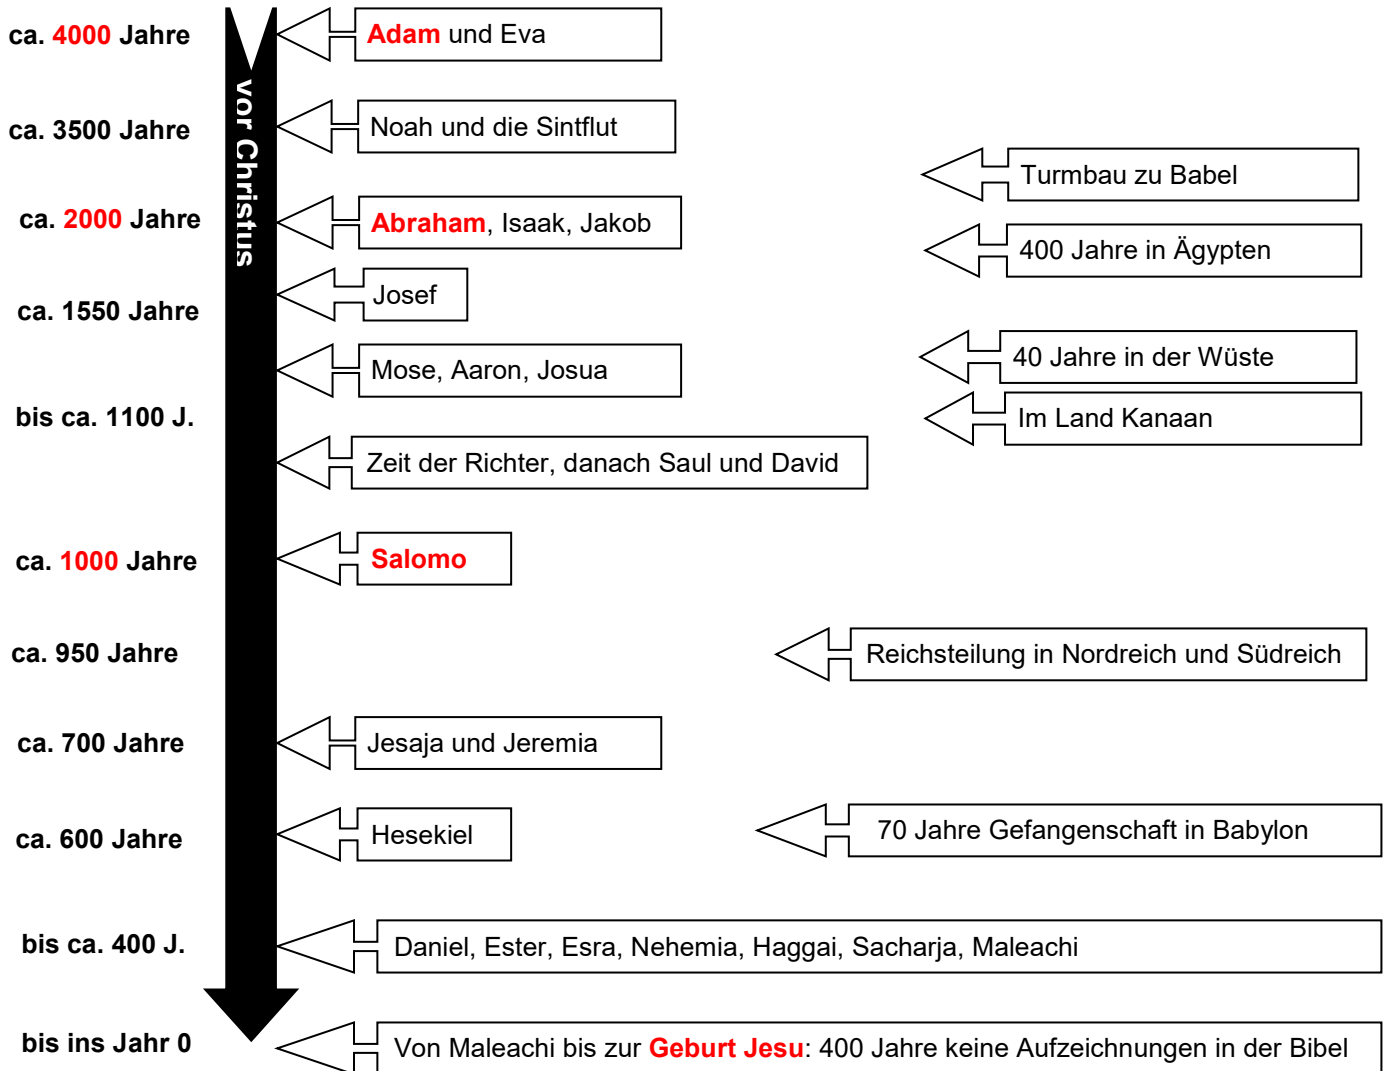 ca. 4000 Jahre
Adam und Eva
vor Christus
ca. 3500 Jahre
Noah und die Sintflut
Turmbau zu Babel
ca. 2000 Jahre
Abraham, Isaak, Jakob
400 Jahre in Ägypten
ca. 1550 Jahre
Josef
Mose, Aaron, Josua
40 Jahre in der Wüste
bis ca. 1100 J.
Im Land Kanaan
Zeit der Richter, danach Saul und David
ca. 1000 Jahre
Salomo
ca. 950 Jahre
Reichsteilung in Nordreich und Südreich
ca. 700 Jahre
Jesaja und Jeremia
ca. 600 Jahre
Hesekiel
70 Jahre Gefangenschaft in Babylon
bis ca. 400 J.
Daniel, Ester, Esra, Nehemia, Haggai, Sacharja, Maleachi
bis ins Jahr 0
Von Maleachi bis zur Geburt Jesu: 400 Jahre keine Aufzeichnungen in der Bibel